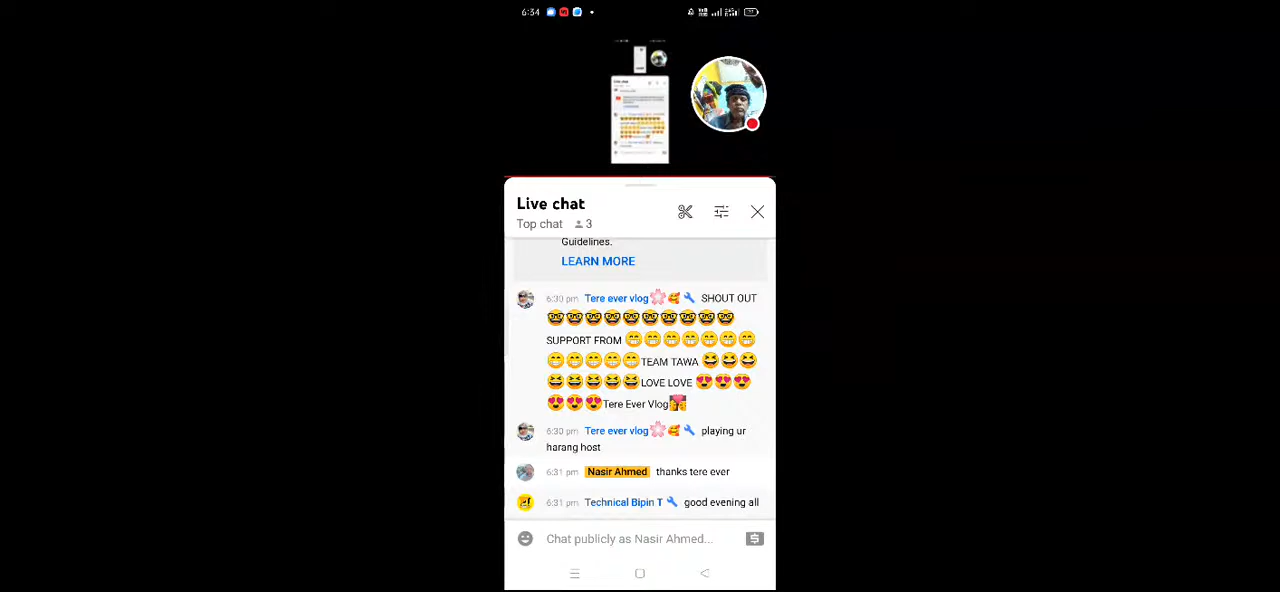 6:34
Live chat
Top chat 3
Guidelines.
LEARN MORE
6:30 pm Tere ever vlog🌸🥰🔧 SHOUT OUT
🤓🤓🤓🤓🤓🤓🤓🤓🤓🤓
SUPPORT FROM 😁😁😁😁😁😁😁
😁😁😁😁😁TEAM TAWA 😆😆😆
😆😆😆😆😆LOVE LOVE 😍😍😍
😍😍😍Tere Ever Vlog
6:30 pm Tere ever vlog🌸🥰🔧 playing ur
harang host
6:31 pm Nasir Ahmed thanks tere ever
6:31 pm Technical Bipin T🔧 good evening all
Chat publicly as Nasir Ahmed...